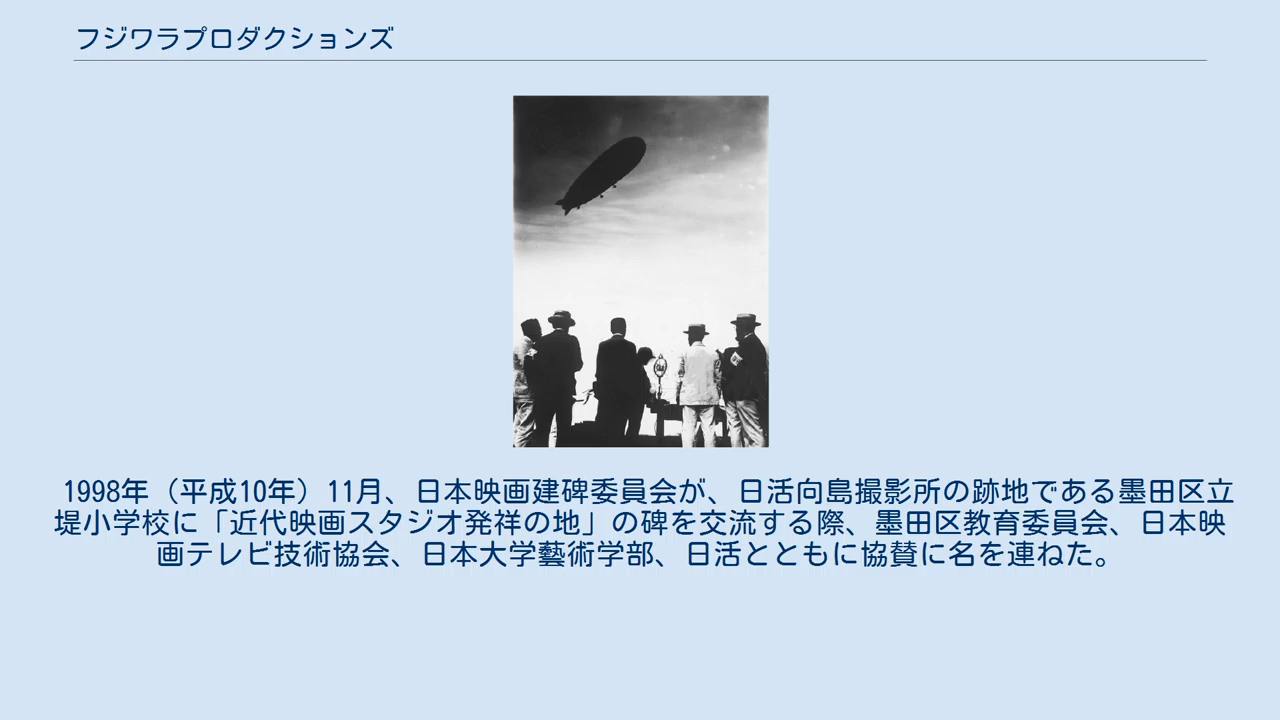 フジワラプロダクションズ
1998年（平成10年）11月、日本映画建碑委員会が、日活向島撮影所の跡地である墨田区立
堤小学校に「近代映画スタジオ発祥の地」の碑を交流する際、墨田区教育委員会、日本映
画テレビ技術協会、日本大学藝術学部、日活とともに協賛に名を連ねた。